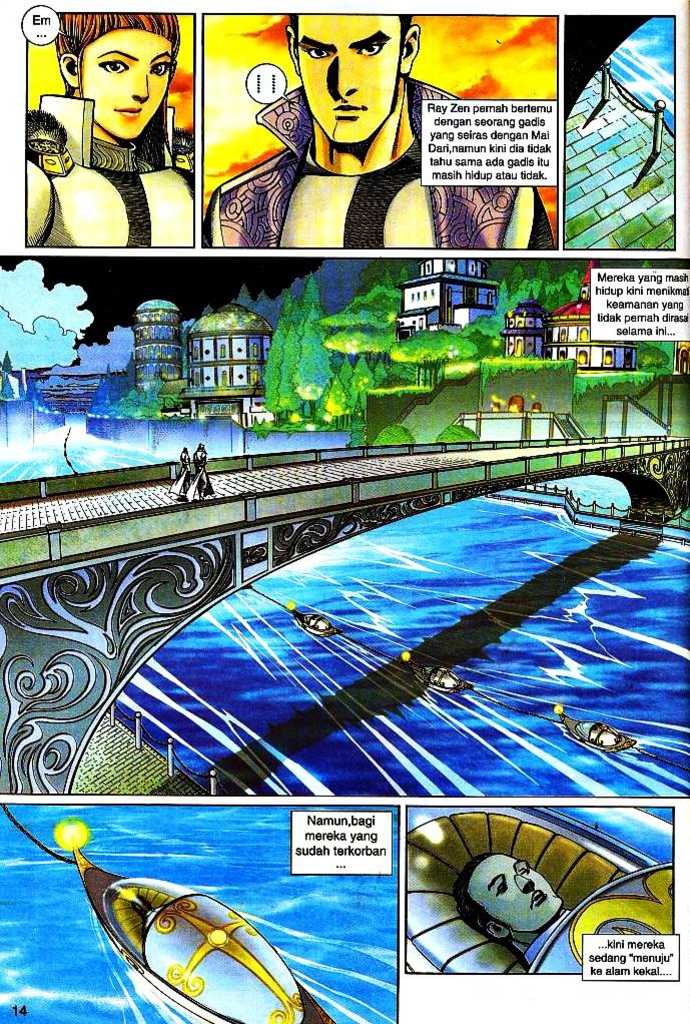 Em
...
!!
Ray Zen pernah bertemu
dengan seorang gadis
yang seiras dengan Mai
Dari,namun kini dia tidak
tahu sama ada gadis itu
masih hidup atau tidak.
Mereka yang masih
hidup kini menikmati
keamanan yang
tidak pernah dirasai
selama ini...
Namun,bagi
mereka yang
sudah terkorban
...
...kini mereka
sedang "menuju"
ke alam kekal....
14